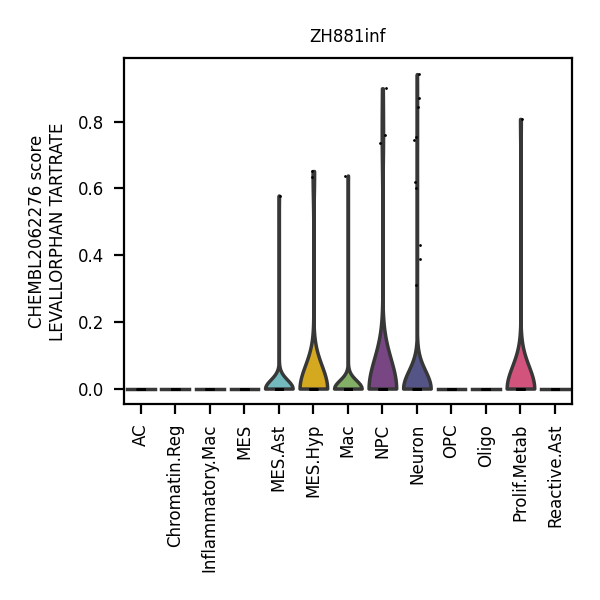 ZH881inf
CHEMBL2062276 score
LEVALLORPHAN TARTRATE
0.8
0.6
0.4
0.2
0.0
AC
Chromatin.Reg
Inflammatory.Mac
MES
MES.Ast
MES.Hyp
Mac
NPC
Neuron
OPC
Oligo
Prolif.Metab
Reactive.Ast